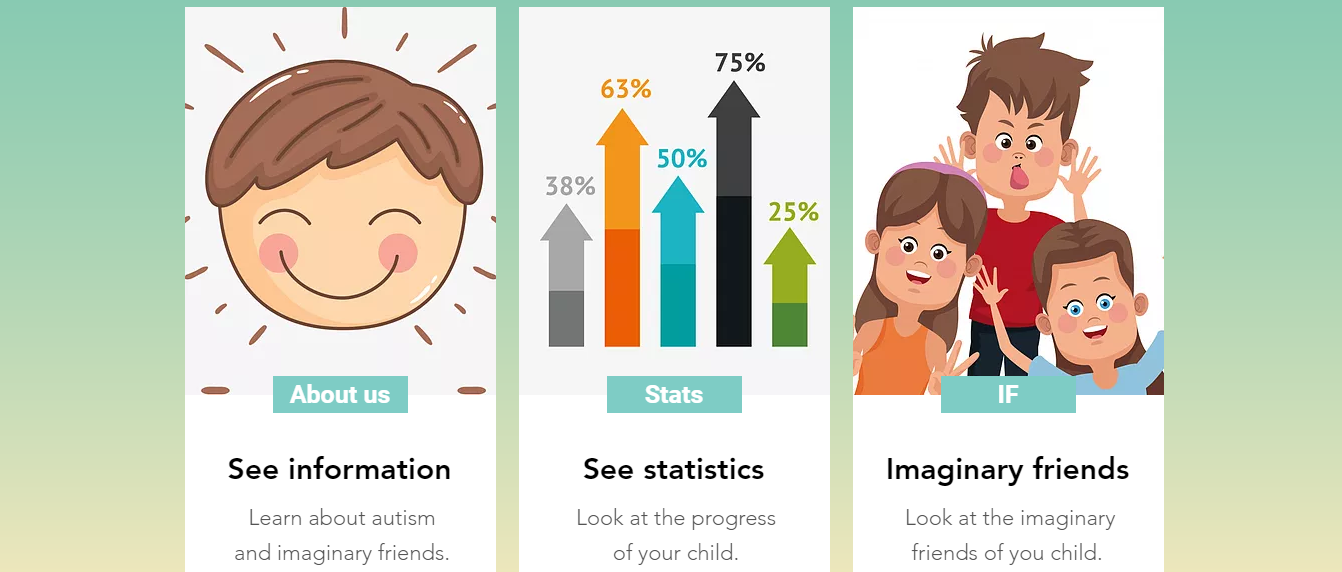 75%
63%
50%
38%
25%
About us
Stats
IF
See information
See statistics
Imaginary friends
Learn about autism
and imaginary friends.
Look at the progress
of your child.
Look at the imaginary
friends of you child.